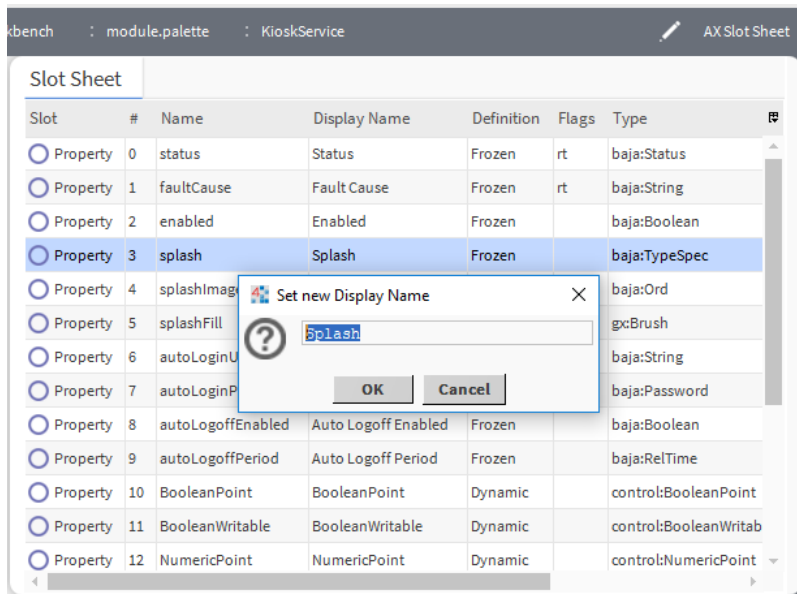 kbench : module.palette : KioskService AX Slot Sheet
Slot Sheet
Slot # Name Display Name Definition Flags Type
Property 0 status Status Frozen rt baja:Status
Property 1 faultCause Fault Cause Frozen rt baja:String
Property 2 enabled Enabled Frozen baja:Boolean
Property 3 splash Splash Frozen baja:TypeSpec
Property 4 splashImage baja:Ord
Property 5 splashFill gx:Brush
Property 6 autoLoginU baja:String
Property 7 autoLoginP baja:Password
Property 8 autoLogoffEnabled Auto Logoff Enabled Frozen baja:Boolean
Property 9 autoLogoffPeriod Auto Logoff Period Frozen baja:RelTime
Property 10 BooleanPoint BooleanPoint Dynamic control:BooleanPoint
Property 11 BooleanWritable BooleanWritable Dynamic control:BooleanWritab
Property 12 NumericPoint NumericPoint Dynamic control:NumericPoint
Set new Display Name
Splash
OK Cancel